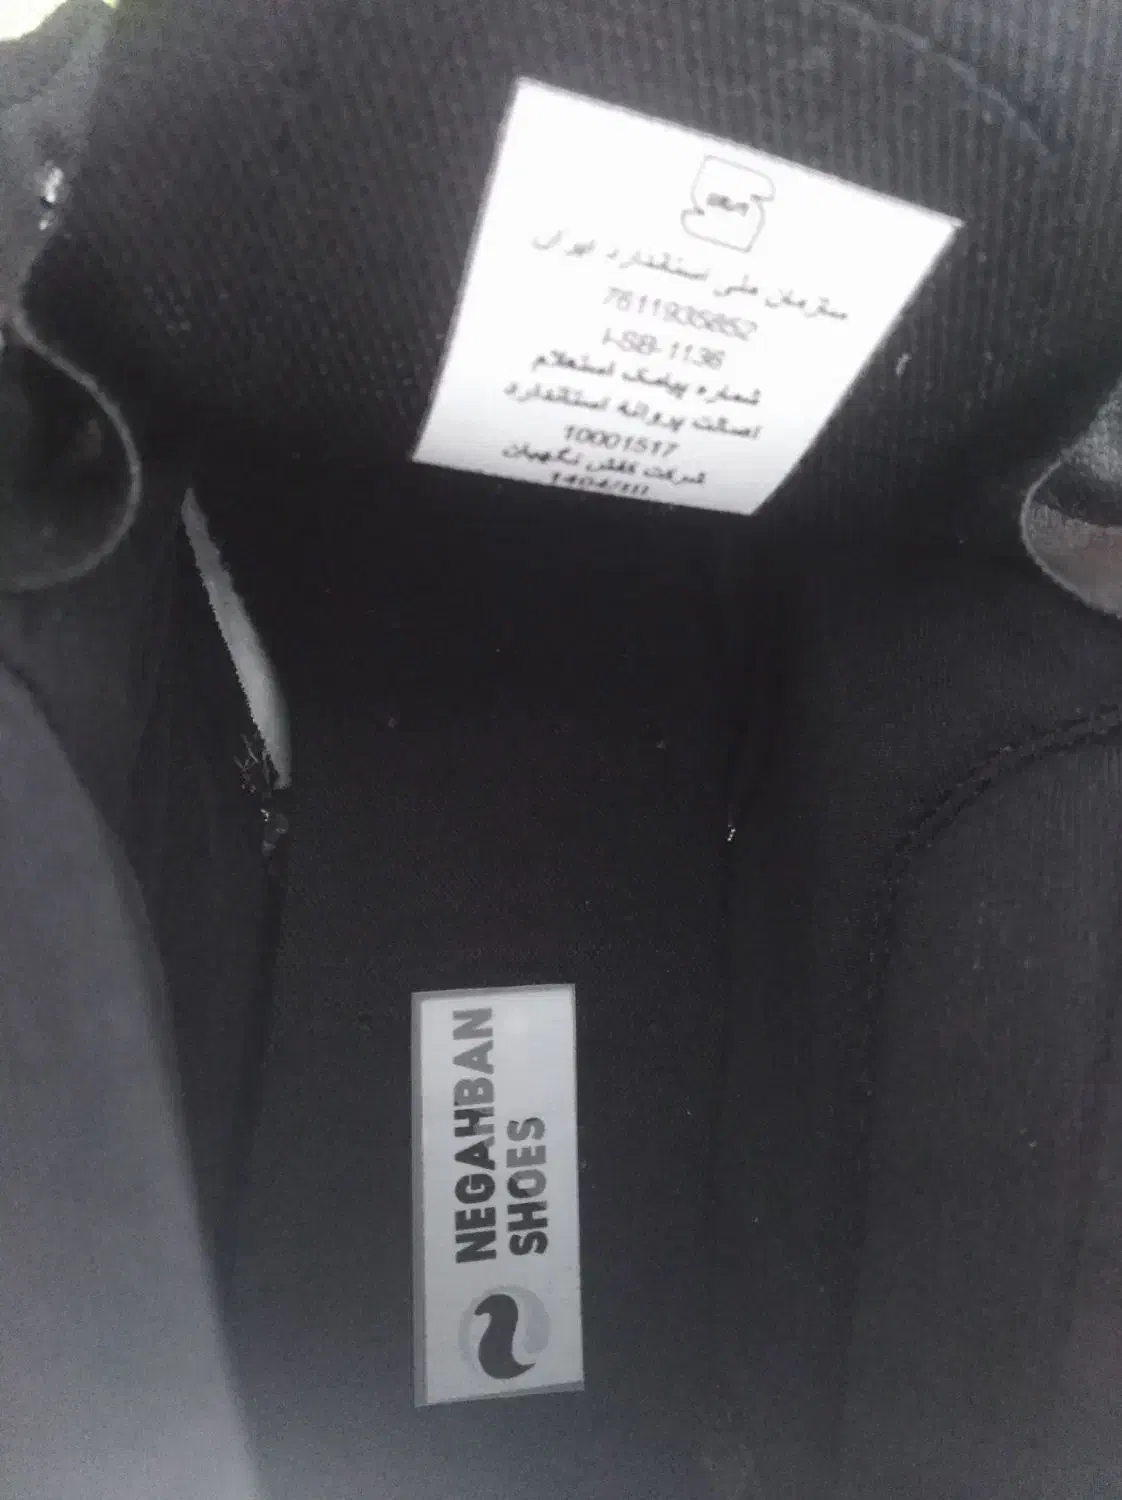 سازمان ملی استاندارد ایران
7611935852
I-SB-1136
شماره پیامک استعلام
اصالت پروانه استاندارد
10001517
شرکت کفش نگهبان
NEGAHBAN
SHOES